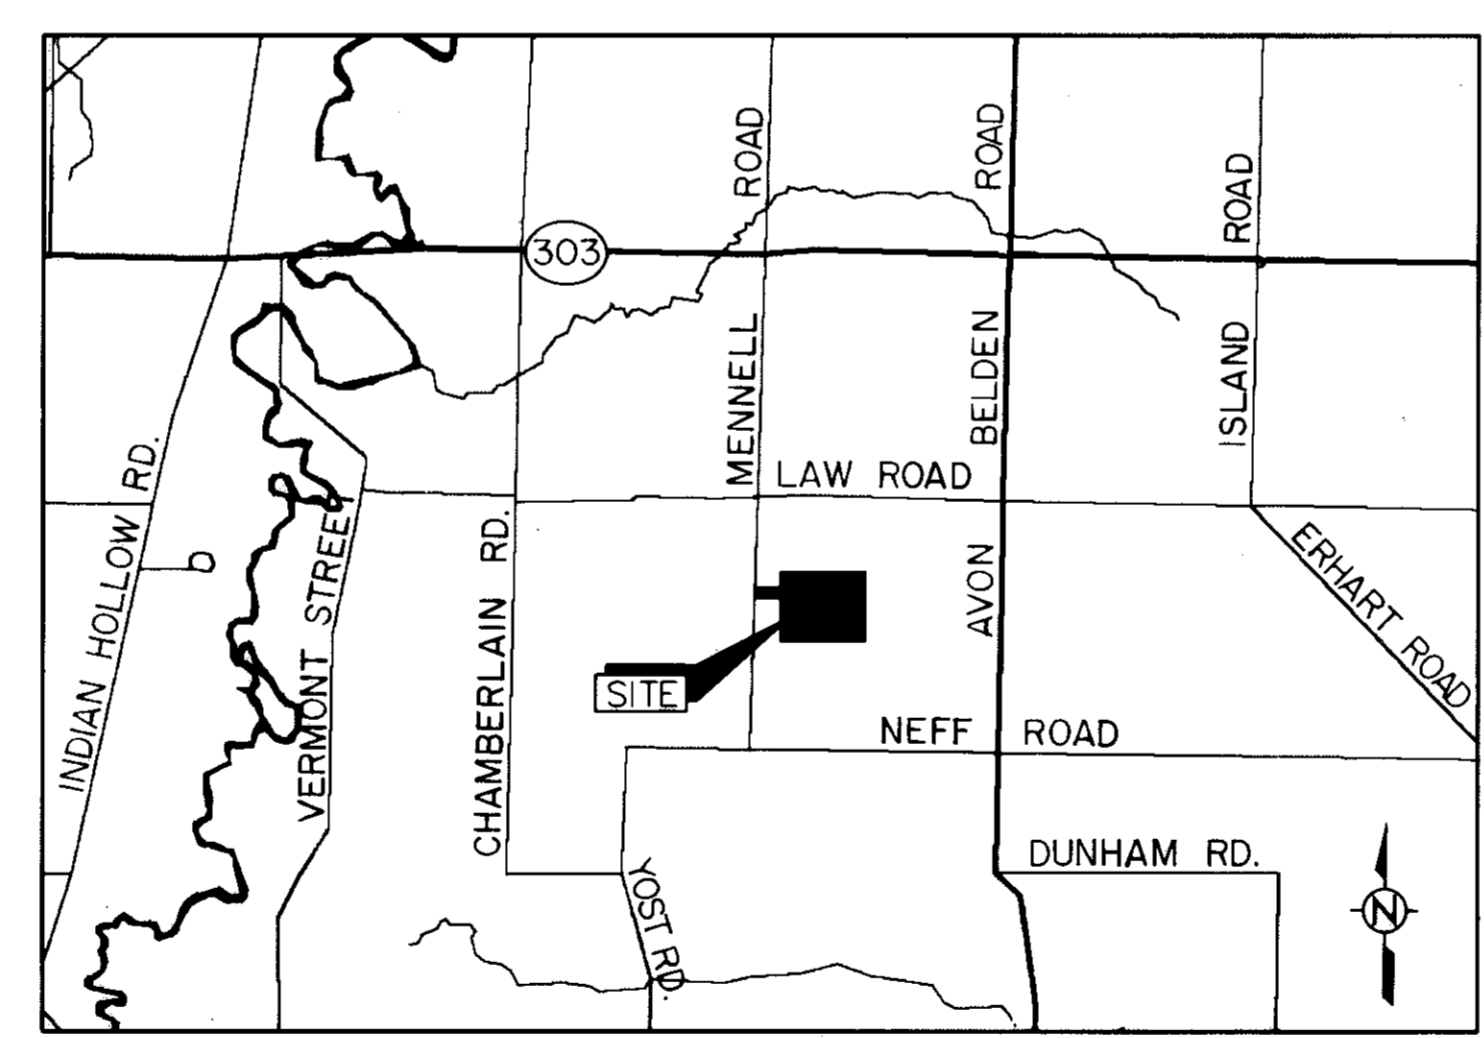 ROAD
ROAD
ROAD
303
MENNELL
BELDEN
ISLAND
INDIAN HOLLOW RD.
LAW ROAD
VERMONT STREET
CHAMBERLAIN RD.
AVON
ERHART ROAD
SITE
NEFF ROAD
DUNHAM RD.
YOST RD.
N